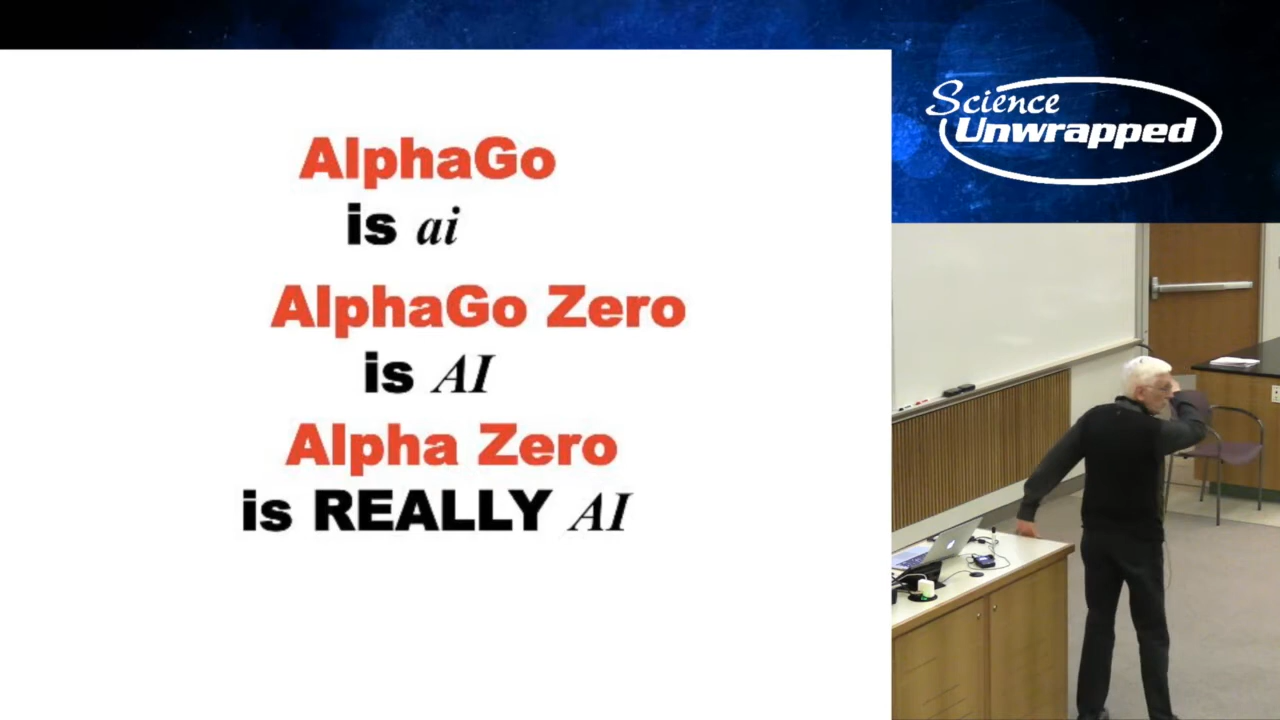 AlphaGo
is ai
AlphaGo Zero
is AI
Alpha Zero
is REALLY AI
Science
Unwrapped